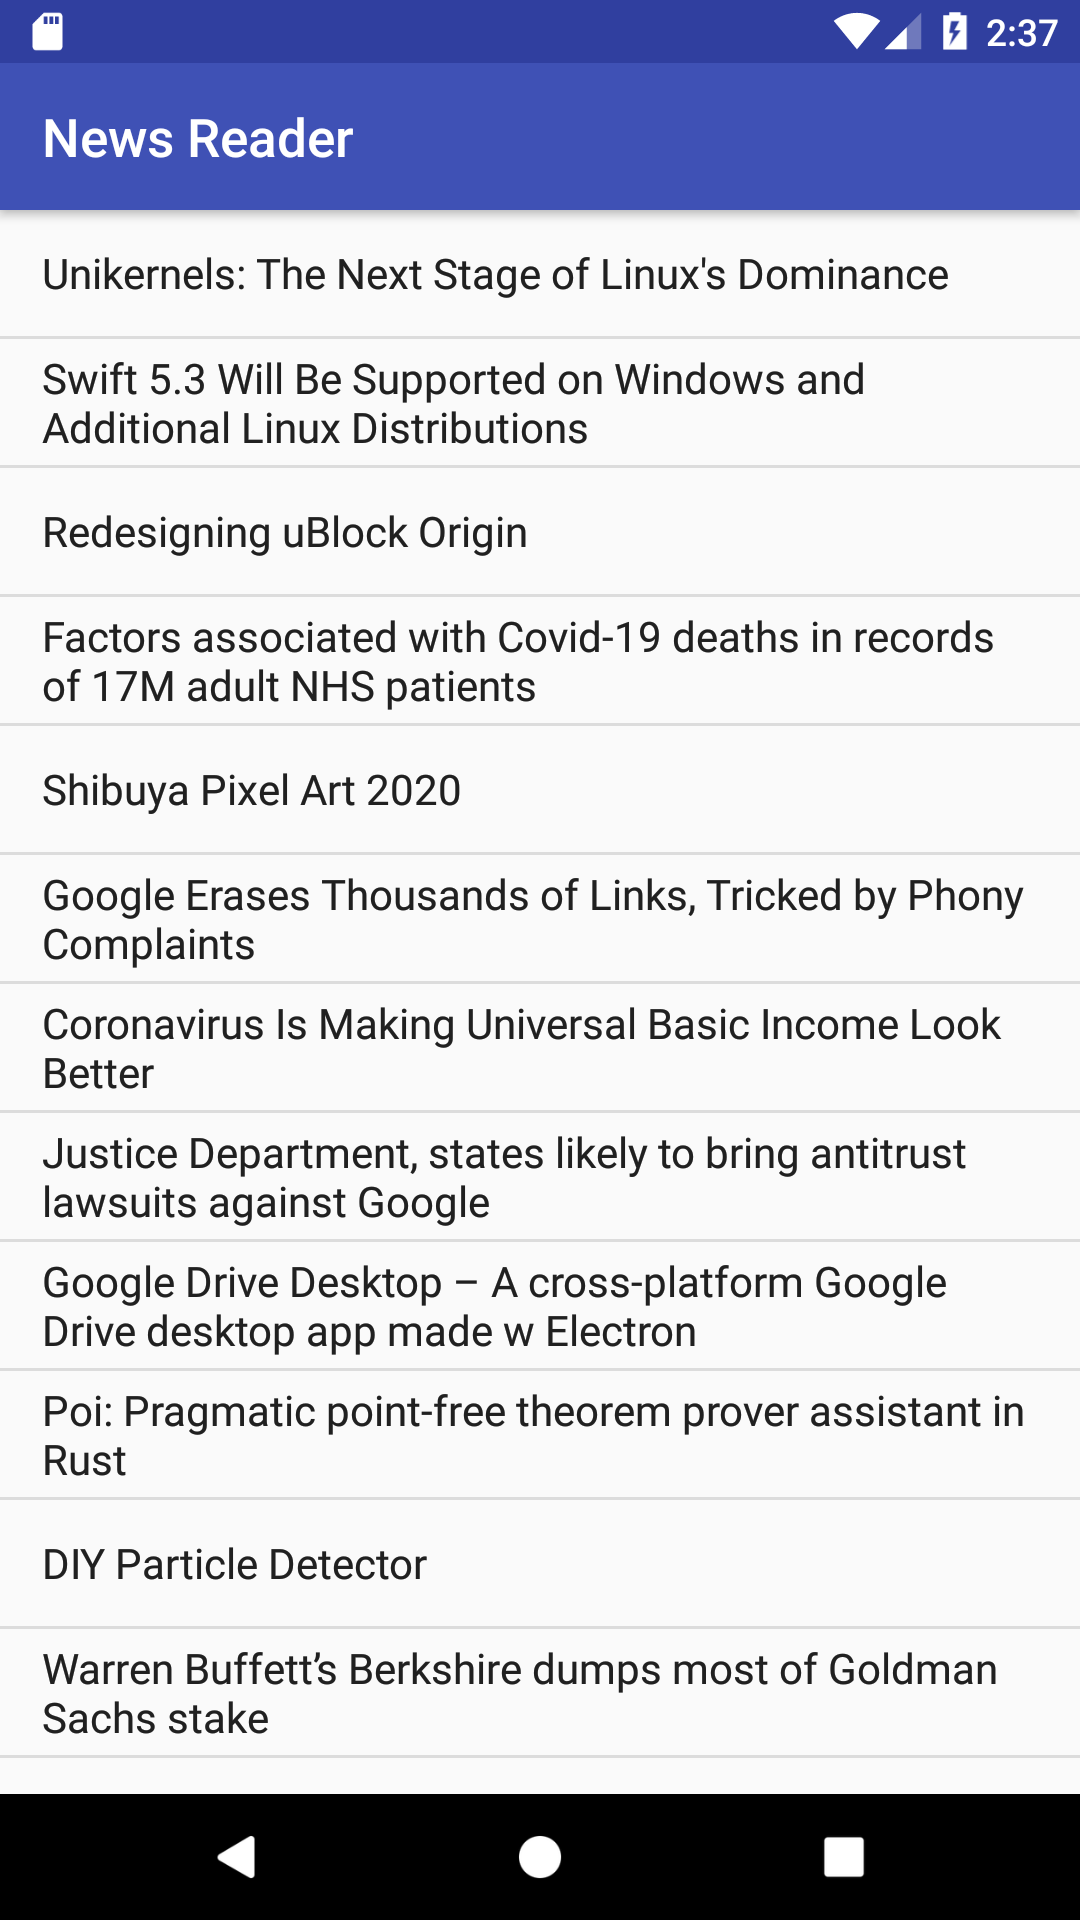 2:37
News Reader
Unikernels: The Next Stage of Linux's Dominance
Swift 5.3 Will Be Supported on Windows and
Additional Linux Distributions
Redesigning uBlock Origin
Factors associated with Covid-19 deaths in records
of 17M adult NHS patients
Shibuya Pixel Art 2020
Google Erases Thousands of Links, Tricked by Phony
Complaints
Coronavirus Is Making Universal Basic Income Look
Better
Justice Department, states likely to bring antitrust
lawsuits against Google
Google Drive Desktop – A cross-platform Google
Drive desktop app made w Electron
Poi: Pragmatic point-free theorem prover assistant in
Rust
DIY Particle Detector
Warren Buffett’s Berkshire dumps most of Goldman
Sachs stake